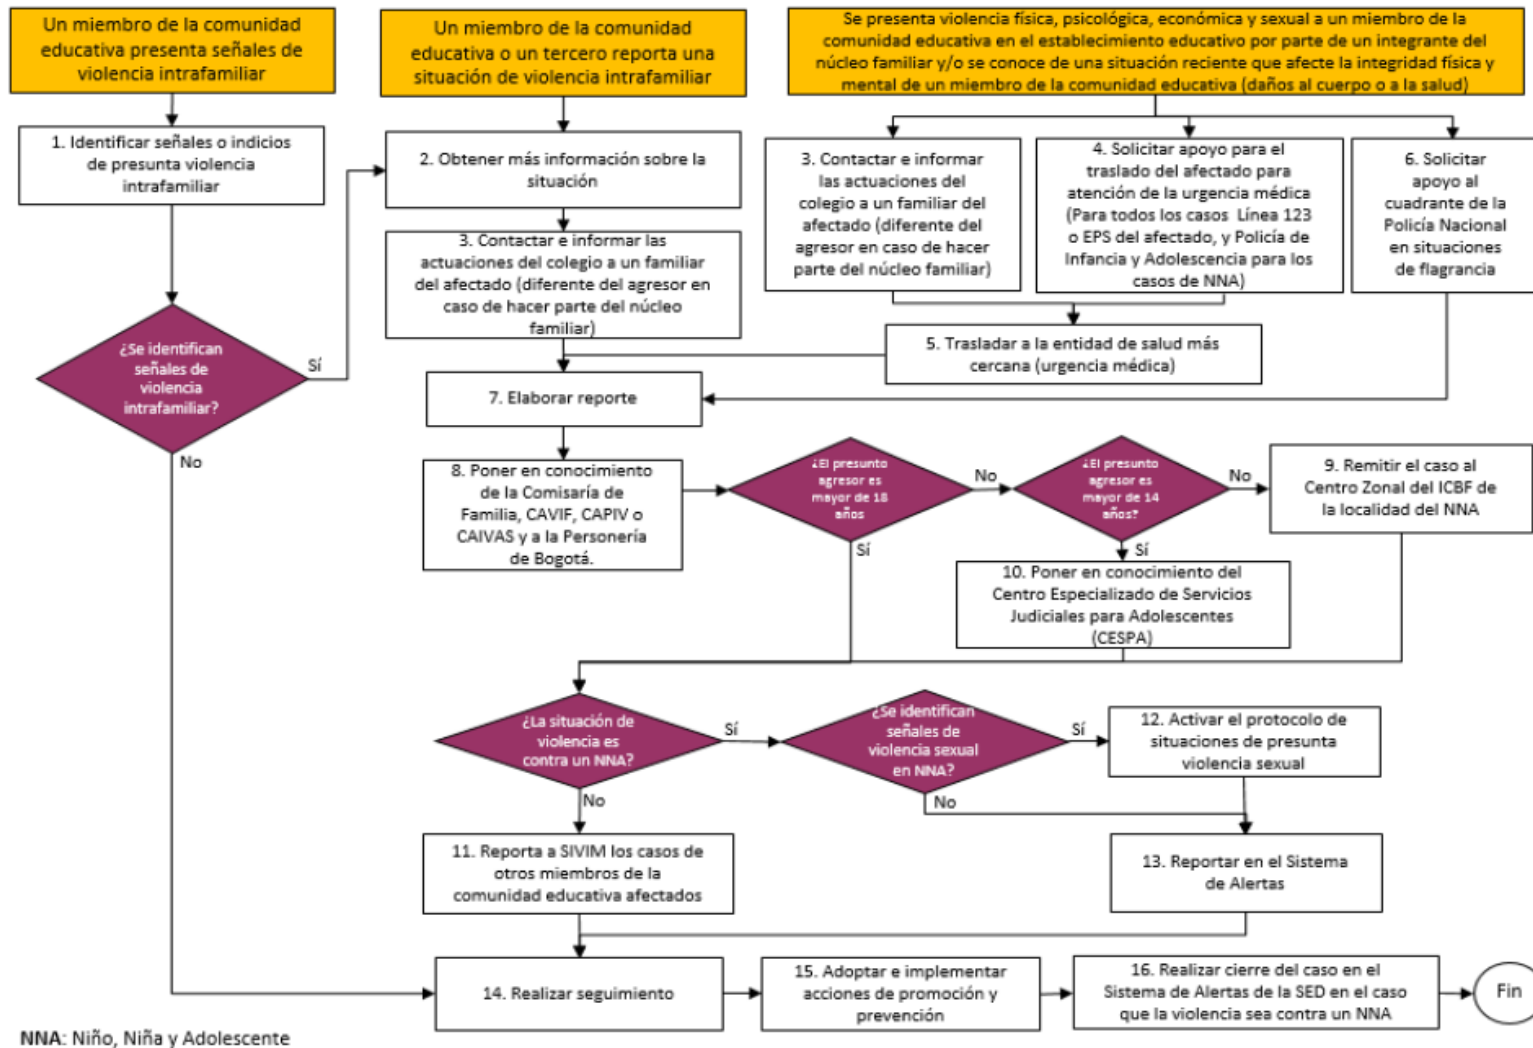 Un miembro de la comunidad
educativa presenta señales de
violencia intrafamiliar
Un miembro de la comunidad
educativa o un tercero reporta una
situación de violencia intrafamiliar
Se presenta violencia física, psicológica, económica y sexual a un miembro de la
comunidad educativa en el establecimiento educativo por parte de un integrante del
núcleo familiar y/o se conoce de una situación reciente que afecte la integridad física y
mental de un miembro de la comunidad educativa (daños al cuerpo o a la salud)
1. Identificar señales o indicios
de presunta violencia
intrafamiliar
2. Obtener más información sobre la
situación
3. Contactar e informar
las actuaciones del
colegio a un familiar del
afectado (diferente del
agresor en caso de hacer
parte del núcleo familiar)
4. Solicitar apoyo para el
traslado del afectado para
atención de la urgencia médica
(Para todos los casos Línea 123
o EPS del afectado, y Policía de
Infancia y Adolescencia para los
casos de NNA)
6. Solicitar
apoyo al
cuadrante de la
Policía Nacional
en situaciones
de flagrancia
3. Contactar e informar las
actuaciones del colegio a un familiar
del afectado (diferente del agresor en
caso de hacer parte del núcleo
familiar)
¿Se identifican
señales de
violencia
intrafamiliar?
Sí
No
5. Trasladar a la entidad de salud más
cercana (urgencia médica)
7. Elaborar reporte
8. Poner en conocimiento
de la Comisaría de
Familia, CAVIF, CAPIV o
CAIVAS y a la Personería
de Bogotá.
¿El presunto
agresor es
mayor de 18
años
No
Sí
¿El presunto
agresor es
mayor de 14
años?
No
Sí
9. Remitir el caso al
Centro Zonal del ICBF de
la localidad del NNA
10. Poner en conocimiento del
Centro Especializado de Servicios
Judiciales para Adolescentes
(CESPA)
¿La situación de
violencia es
contra un NNA?
Sí
No
¿Se identifican
señales de
violencia sexual
en NNA?
Sí
No
12. Activar el protocolo de
situaciones de presunta
violencia sexual
11. Reporta a SIVIM los casos de
otros miembros de la
comunidad educativa afectados
13. Reportar en el Sistema
de Alertas
14. Realizar seguimiento
15. Adoptar e implementar
acciones de promoción y
prevención
16. Realizar cierre del caso en el
Sistema de Alertas de la SED en el caso
que la violencia sea contra un NNA
Fin
NNA: Niño, Niña y Adolescente